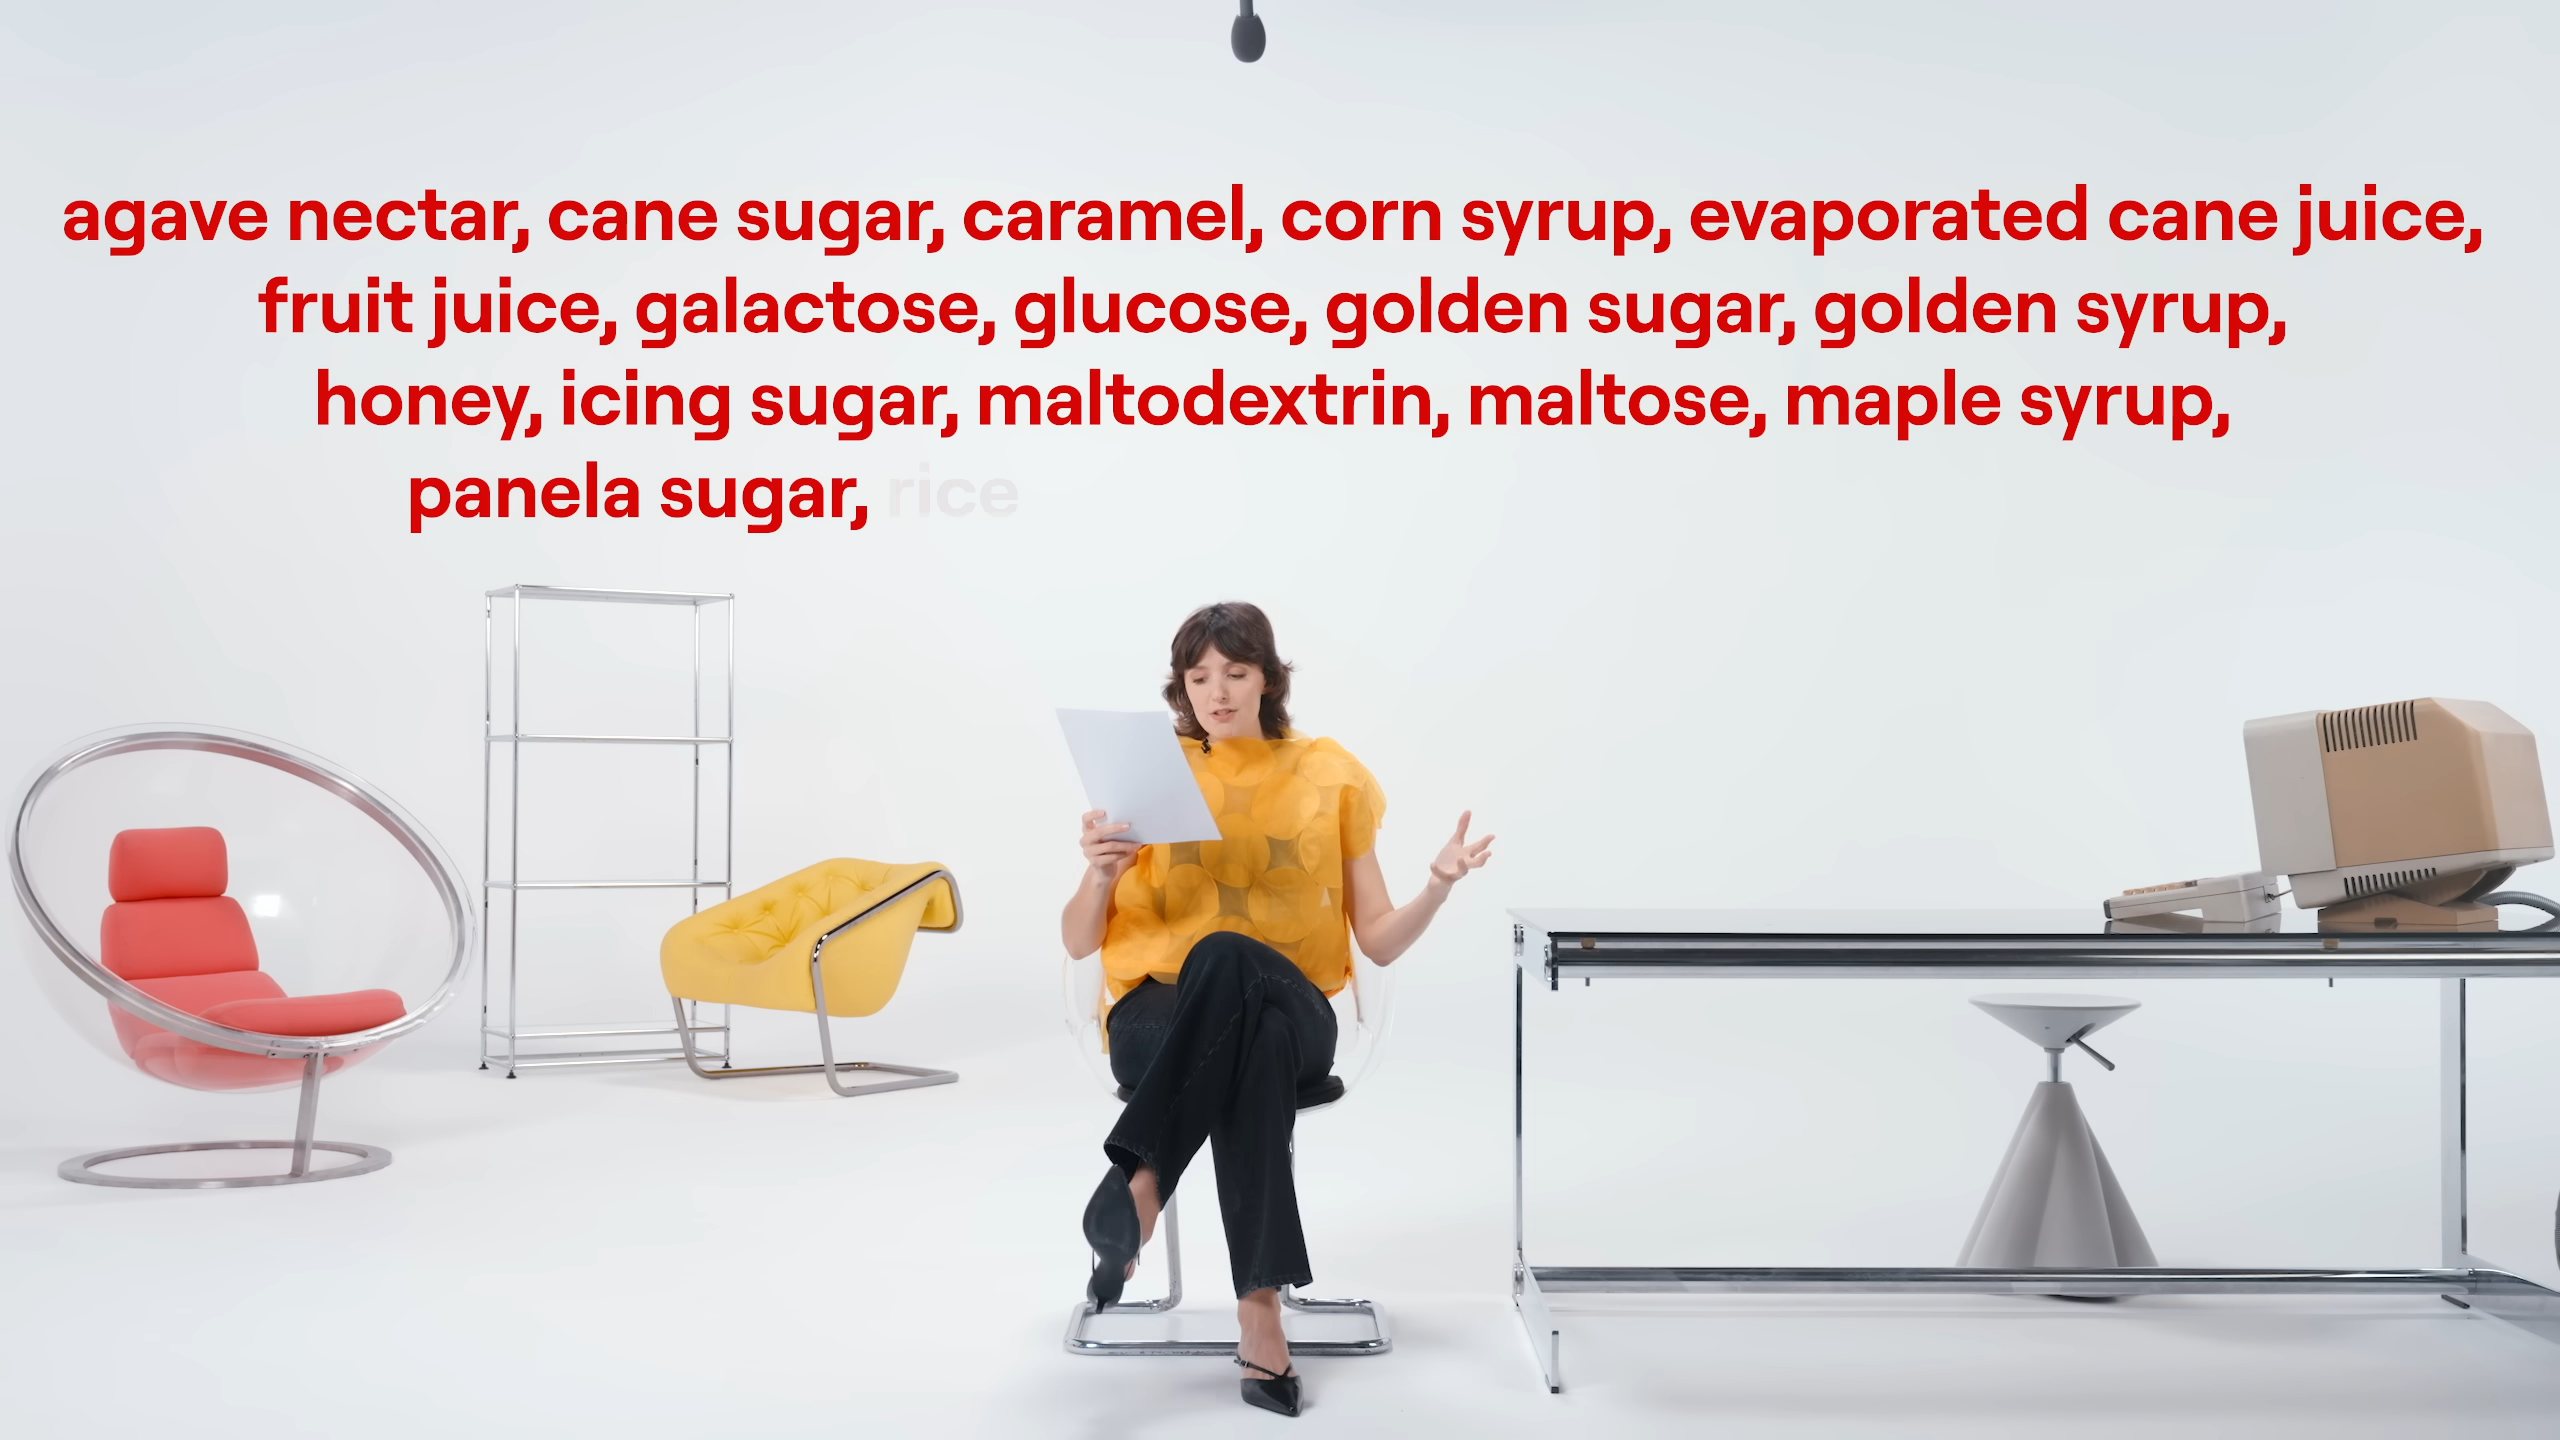 agave nectar, cane sugar, caramel, corn syrup, evaporated cane juice,
fruit juice, galactose, glucose, golden sugar, golden syrup,
honey, icing sugar, maltodextrin, maltose, maple syrup,
panela sugar, rice